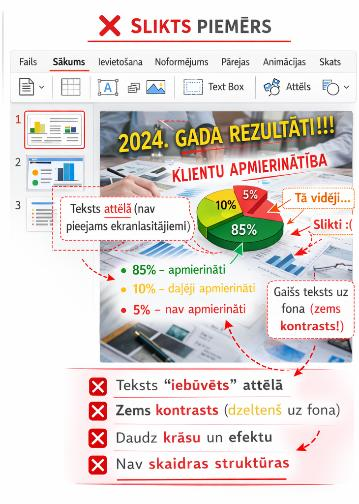 SLIKTS PIEMĒRS
Fails Sākums Ievietošana Noformējums Pārejas Animācijas Skats
A Text Box Attēls
1
2
3
2024. GADA REZULTĀTI!!!
KLIENTU APMIERINĀTĪBA
5%
10%
85%
Tā vidēji...
Slikti :(
Teksts attēlā (nav
pieejams ekranlasītājiem!)
85% – apmierināti
10% – daļēji apmierināti
5% – nav apmierināti
Gaišs teksts uz
fona (zems
kontrasts!)
Teksts “iebūvēts” attēlā
Zems kontrasts (dzeltenš uz fona)
Daudz krāsu un efektu
Nav skaidras struktūras